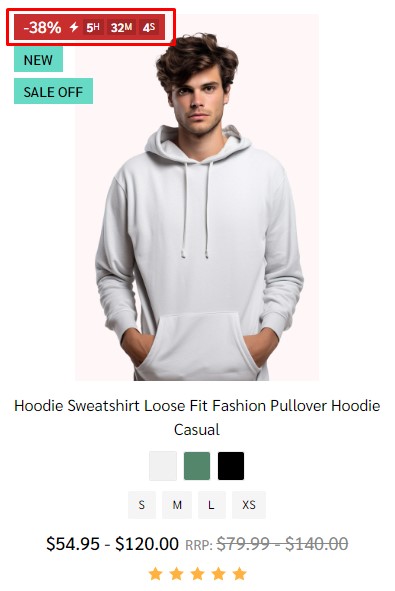 -38% 5H 32M 4S
NEW
SALE OFF
Hoodie Sweatshirt Loose Fit Fashion Pullover Hoodie
Casual
S M L XS
$54.95 - $120.00 RRP: $79.99 - $140.00